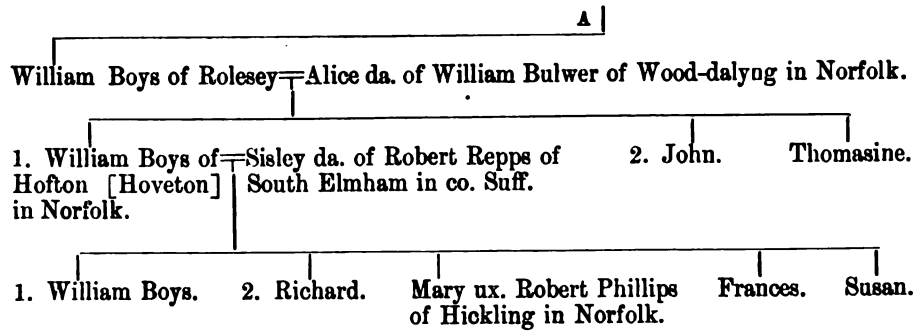 A
William Boys of Rolesey=Alice da. of William Bulwer of Wood-dalyng in Norfolk.
1. William Boys of=Sisley da. of Robert Repps of 2. John. Thomasine.
Hofton [Hoveton] South Elmham in co. Suff.
in Norfolk.
1. William Boys. 2. Richard. Mary ux. Robert Phillips Frances. Susan.
of Hickling in Norfolk.